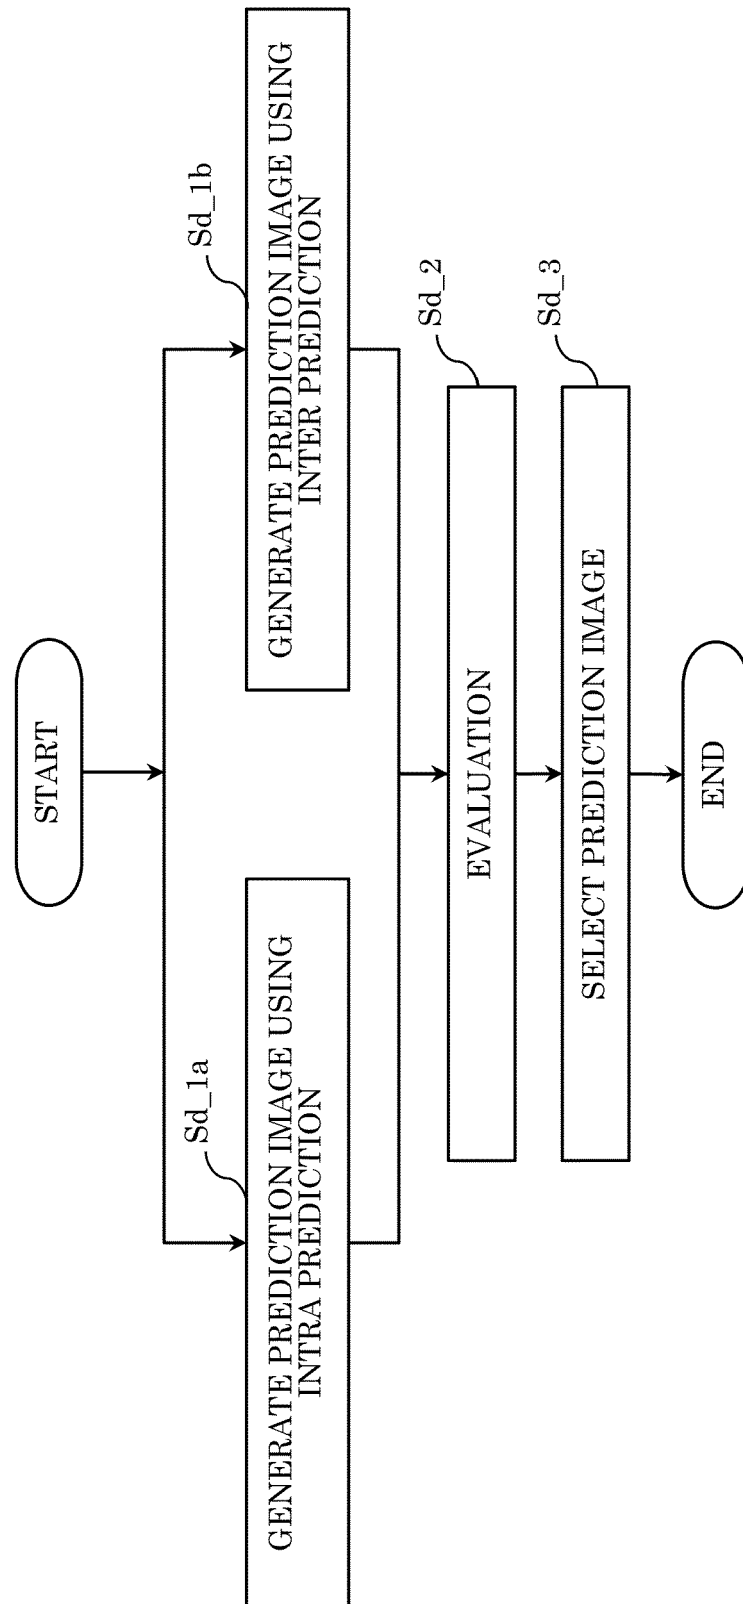 START
Sd_1a
GENERATE PREDICTION IMAGE USING
INTRA PREDICTION
Sd_1b
GENERATE PREDICTION IMAGE USING
INTER PREDICTION
Sd_2
EVALUATION
Sd_3
SELECT PREDICTION IMAGE
END